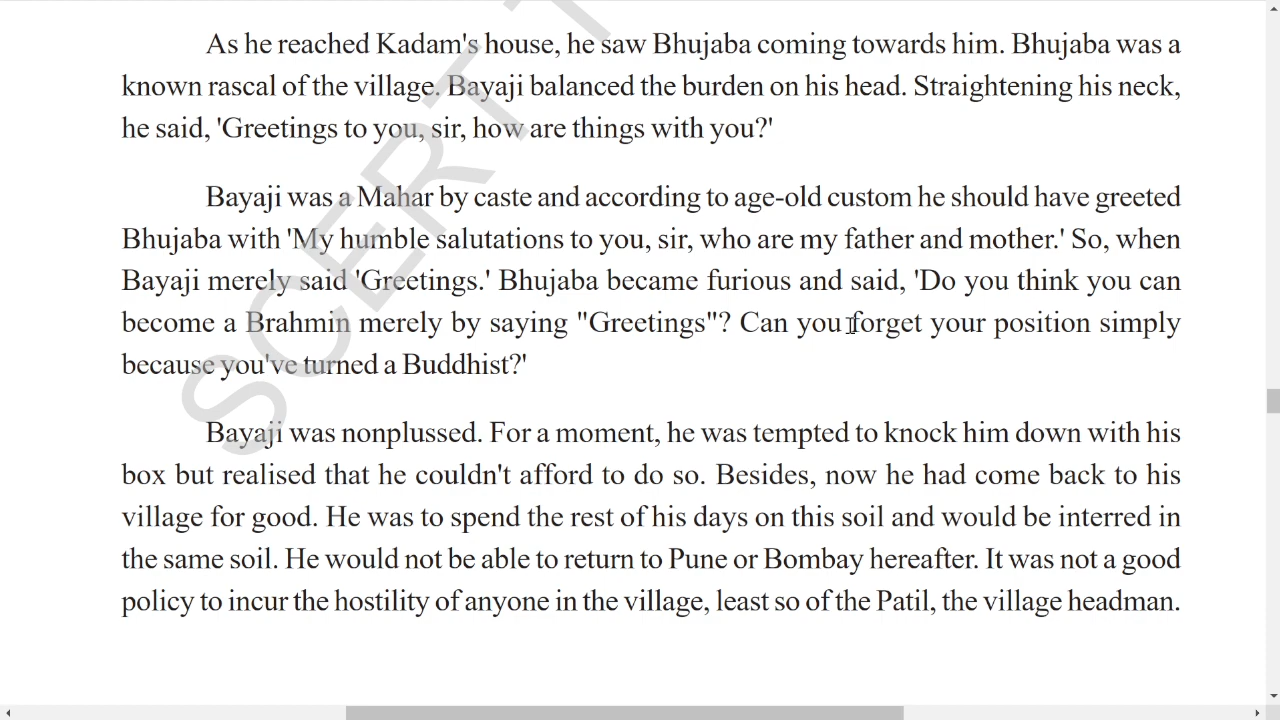 As he reached Kadam's house, he saw Bhujaba coming towards him. Bhujaba was a
known rascal of the village. Bayaji balanced the burden on his head. Straightening his neck,
he said, 'Greetings to you, sir, how are things with you?'
Bayaji was a Mahar by caste and according to age-old custom he should have greeted
Bhujaba with 'My humble salutations to you, sir, who are my father and mother.' So, when
Bayaji merely said 'Greetings.' Bhujaba became furious and said, 'Do you think you can
become a Brahmin merely by saying "Greetings"? Can you forget your position simply
because you've turned a Buddhist?'
Bayaji was nonplussed. For a moment, he was tempted to knock him down with his
box but realised that he couldn't afford to do so. Besides, now he had come back to his
village for good. He was to spend the rest of his days on this soil and would be interred in
the same soil. He would not be able to return to Pune or Bombay hereafter. It was not a good
policy to incur the hostility of anyone in the village, least so of the Patil, the village headman.
SCERT T